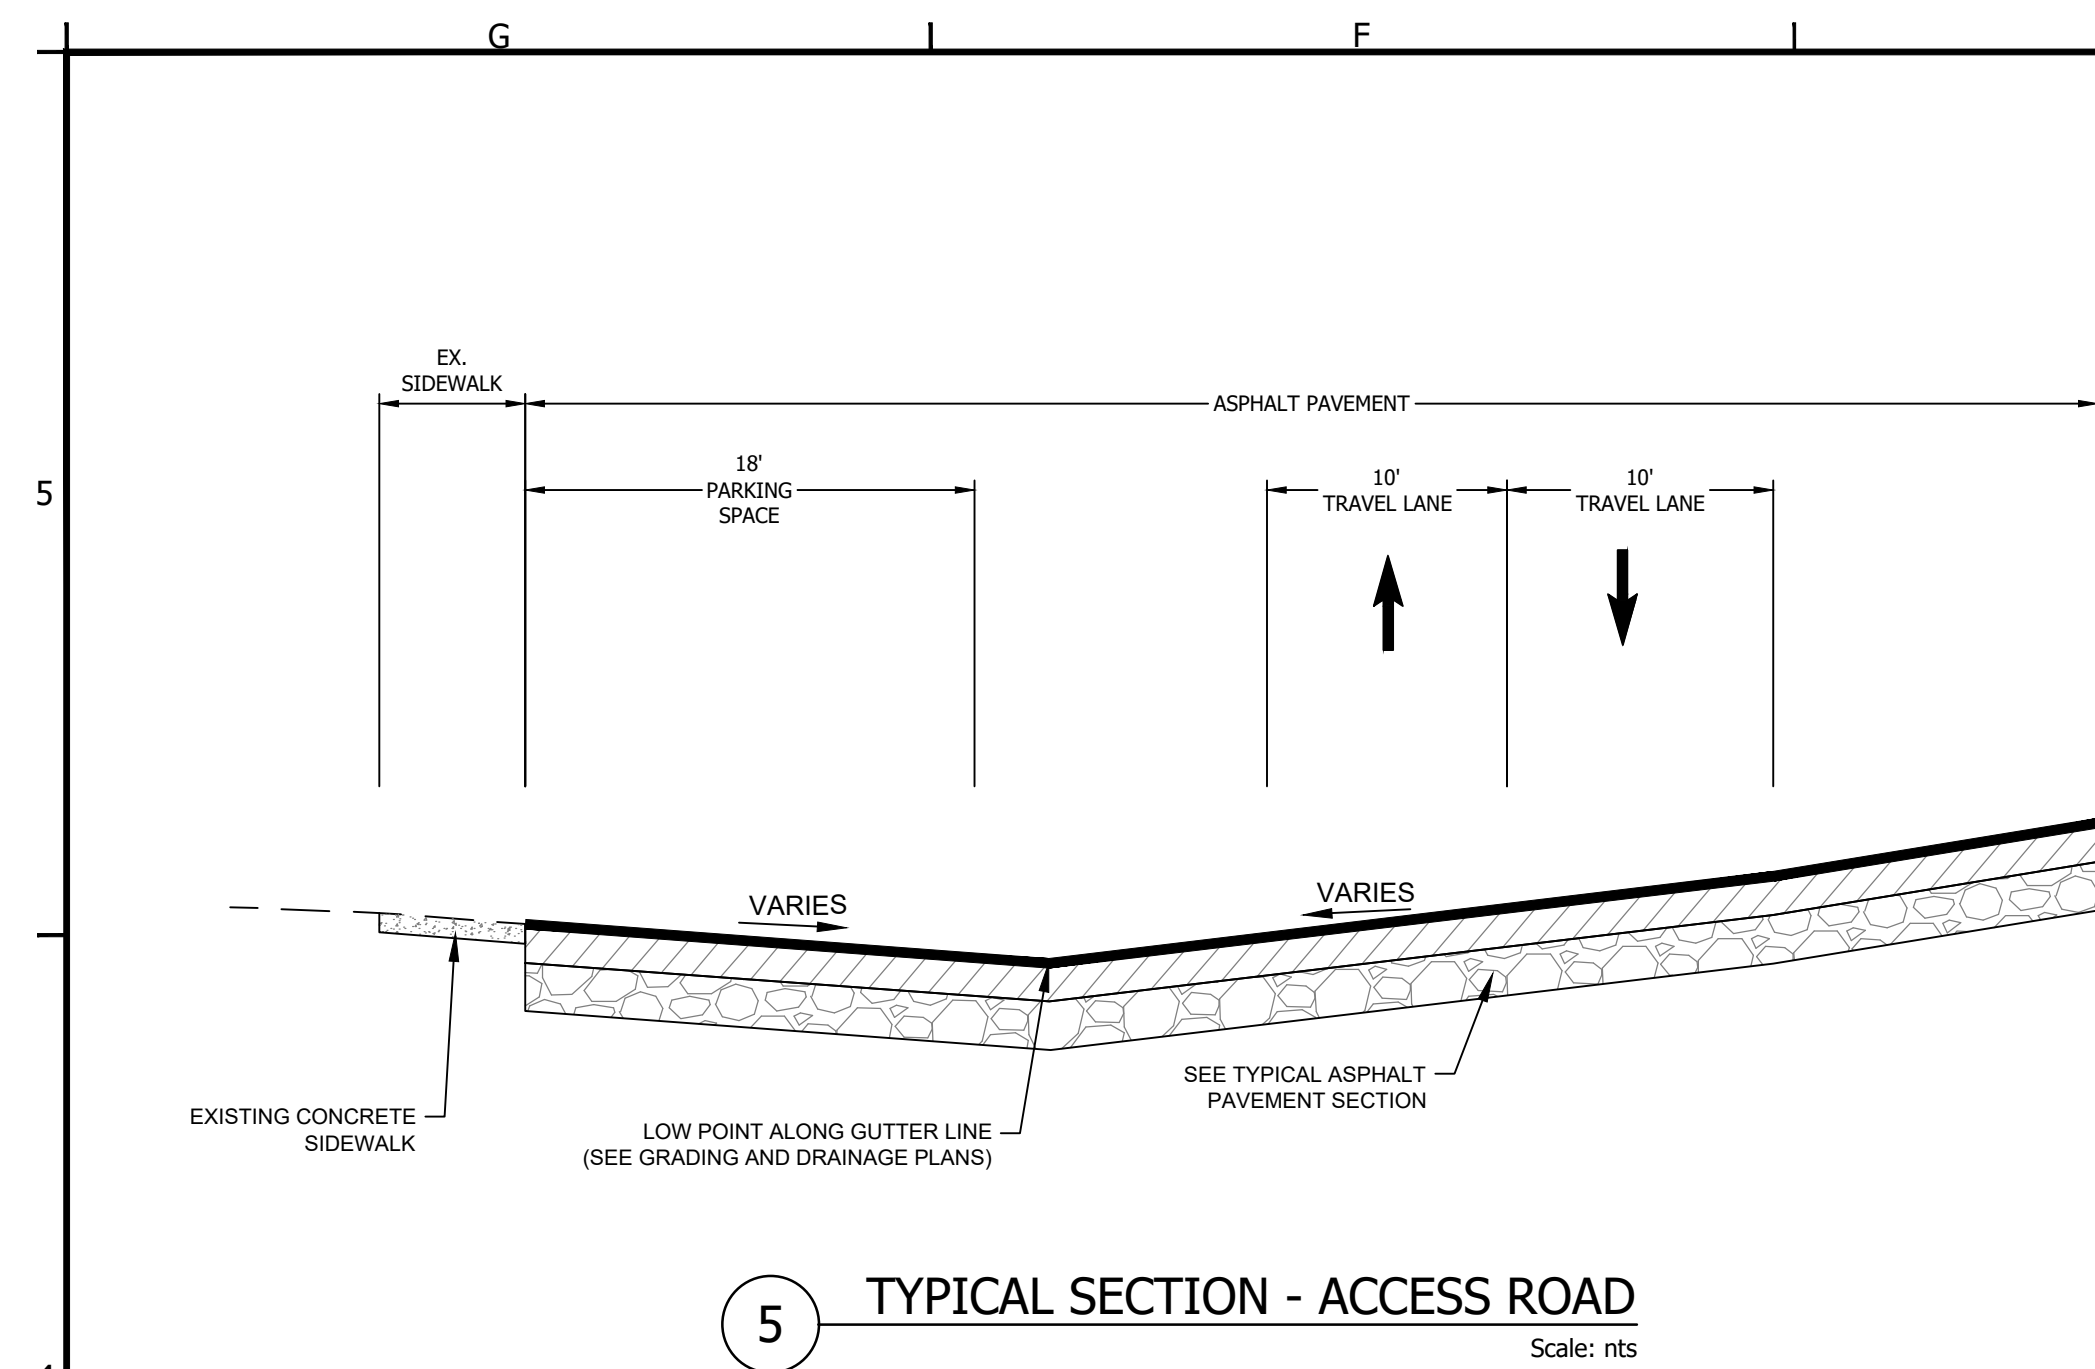 G
F
EX.
SIDEWALK
ASPHALT PAVEMENT
18'
PARKING
SPACE
10'
TRAVEL LANE
10'
TRAVEL LANE
5
VARIES
VARIES
SEE TYPICAL ASPHALT
PAVEMENT SECTION
EXISTING CONCRETE
SIDEWALK
LOW POINT ALONG GUTTER LINE
(SEE GRADING AND DRAINAGE PLANS)
5
TYPICAL SECTION - ACCESS ROAD
Scale: nts